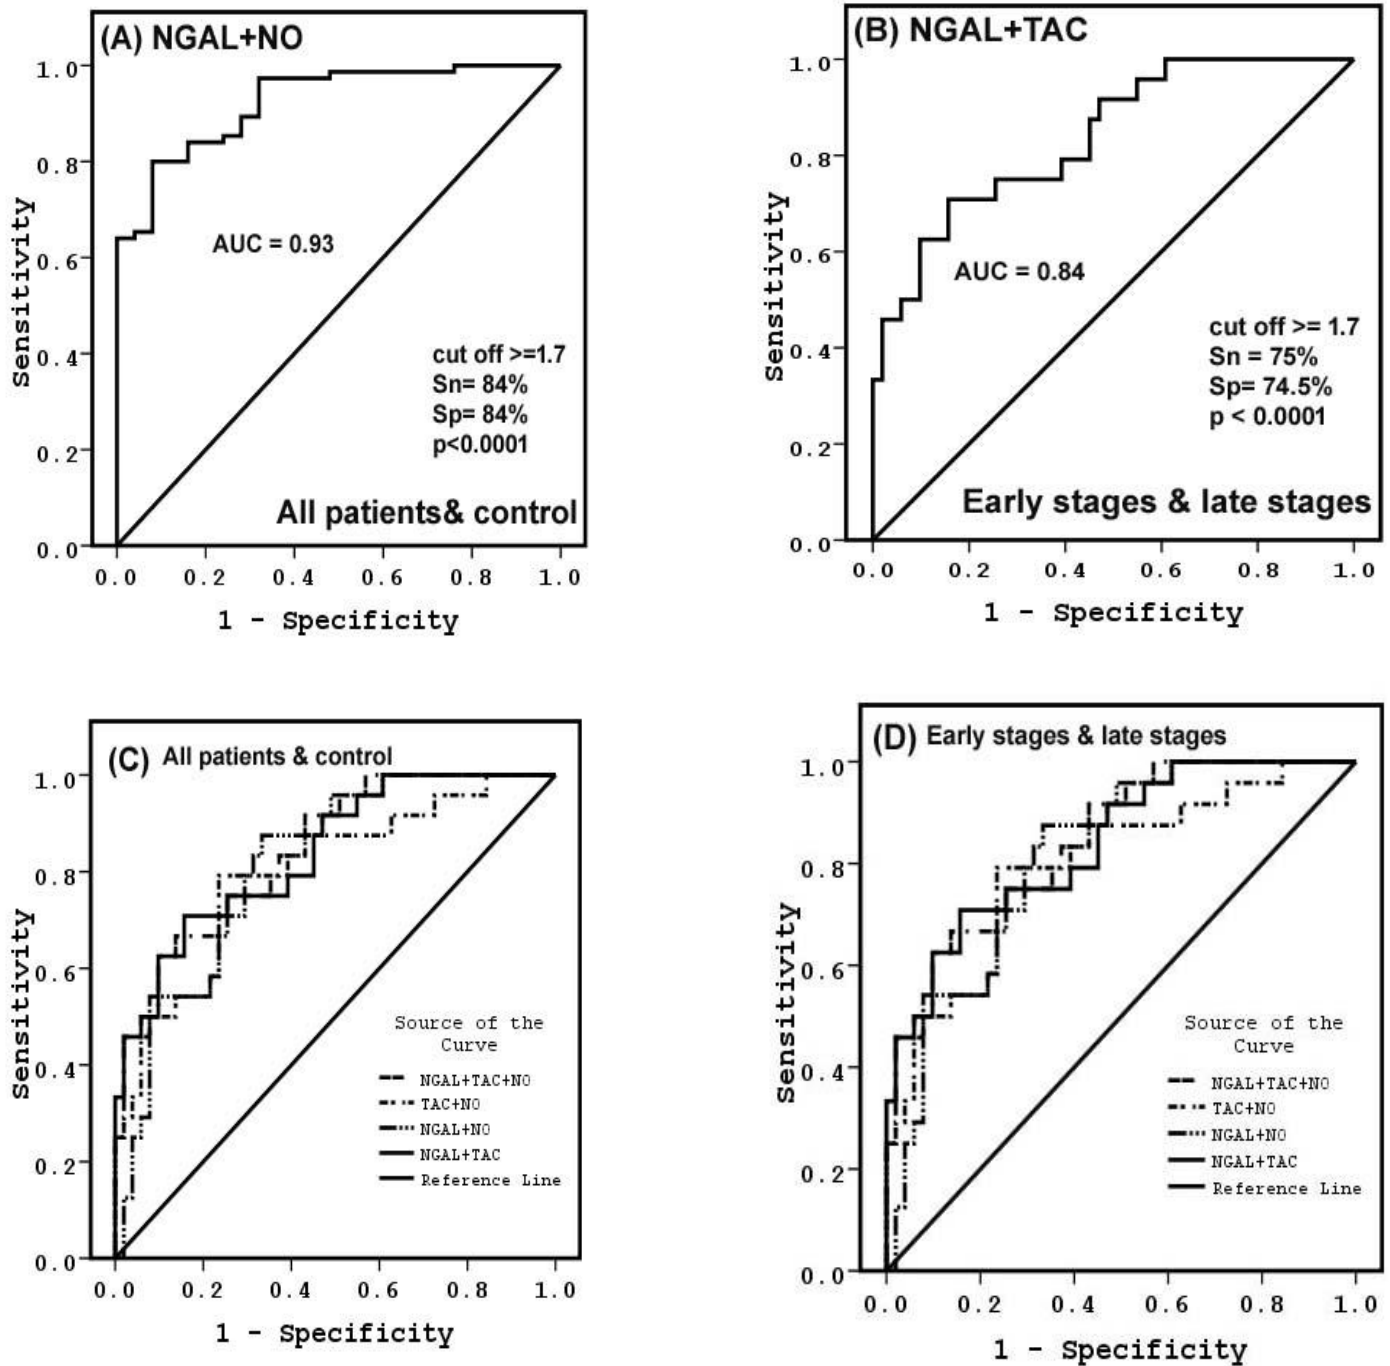 (A) NGAL+NO
1.0
0.8
0.6
0.4
0.2
0.0
Sensitivity
AUC = 0.93
cut off >=1.7
Sn= 84%
Sp= 84%
p<0.0001
All patients& control
0.0 0.2 0.4 0.6 0.8 1.0
1 - Specificity
(B) NGAL+TAC
1.0
0.8
0.6
0.4
0.2
0.0
Sensitivity
AUC = 0.84
cut off >= 1.7
Sn = 75%
Sp= 74.5%
p < 0.0001
Early stages & late stages
0.0 0.2 0.4 0.6 0.8 1.0
1 - Specificity
(C) All patients & control
1.0
0.8
0.6
0.4
0.2
0.0
Sensitivity
Source of the
Curve
NGAL+TAC+NO
TAC+NO
NGAL+NO
NGAL+TAC
Reference Line
0.0 0.2 0.4 0.6 0.8 1.0
1 - Specificity
(D) Early stages & late stages
1.0
0.8
0.6
0.4
0.2
0.0
Sensitivity
Source of the
Curve
NGAL+TAC+NO
TAC+NO
NGAL+NO
NGAL+TAC
Reference Line
0.0 0.2 0.4 0.6 0.8 1.0
1 - Specificity